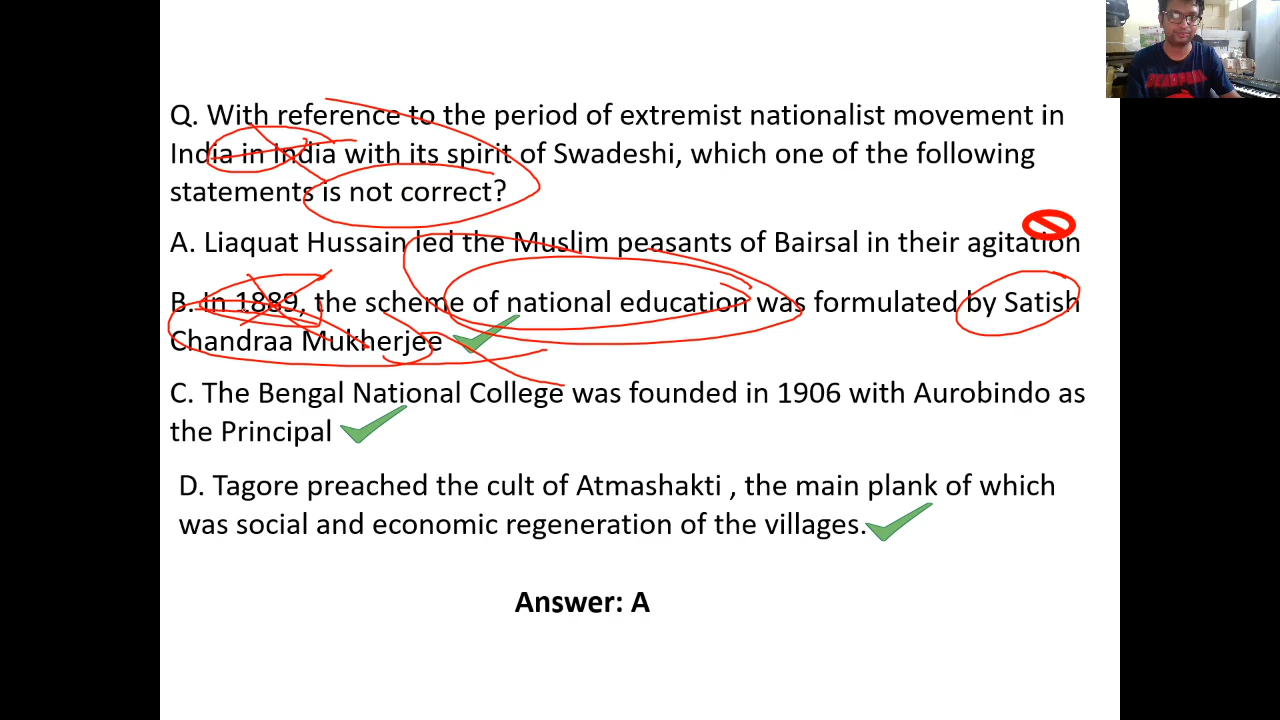 Q. With reference to the period of extremist nationalist movement in
India in India with its spirit of Swadeshi, which one of the following
statements is not correct?
A. Liaquat Hussain led the Muslim peasants of Bairsal in their agitation
B. In 1889, the scheme of national education was formulated by Satish
Chandraa Mukherjee
C. The Bengal National College was founded in 1906 with Aurobindo as
the Principal
D. Tagore preached the cult of Atmashakti , the main plank of which
was social and economic regeneration of the villages.
Answer: A